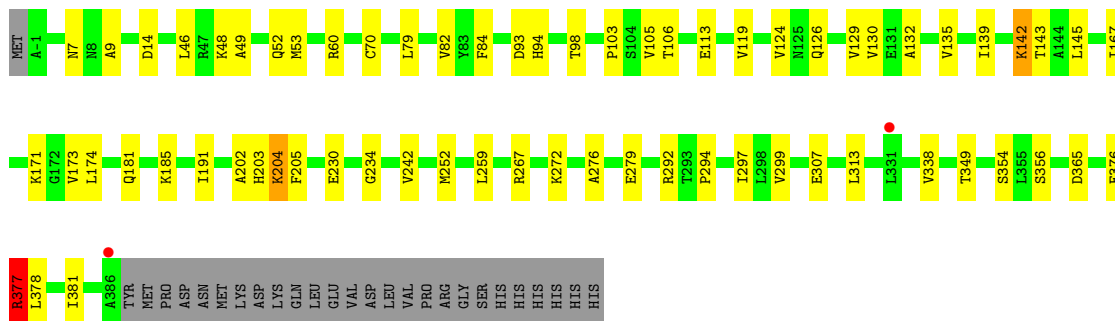 MET A-1 N7 N8 A9 D14 L46 R47 K48 A49 Q52 M53 R60 C70 L79 V82 Y83 F84 D93 H94 T98 P103 S104 V105 T106 E113 V119 V124 N125 Q126 V129 V130 E131 A132 V135 I139 K142 T143 A144 L145 I167
K171 G172 V173 L174 Q181 K185 I191 A202 H203 K204 F205 E230 G234 V242 M252 L259 R267 K272 A276 E279 R292 T293 P294 I297 L298 V299 E307 L313 L331 V338 T349 S354 L355 S356 D365
R377 L378 I381 A386 TYR MET PRO ASP ASN MET LYS ASP LYS GLN LEU GLU VAL ASP LEU VAL PRO ARG GLY SER HIS HIS HIS HIS HIS HIS